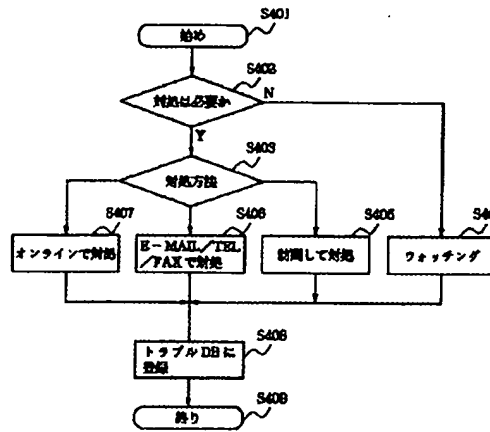 S401
始め
S402
対処は必要か
N
Y
S403
対処方法
S407
S406
S405
S40
オンラインで対処
E-MAIL/TEL
/FAXで対処
訪問して対処
ウォッチング
S408
トラブルDBに
登録
S409
終り